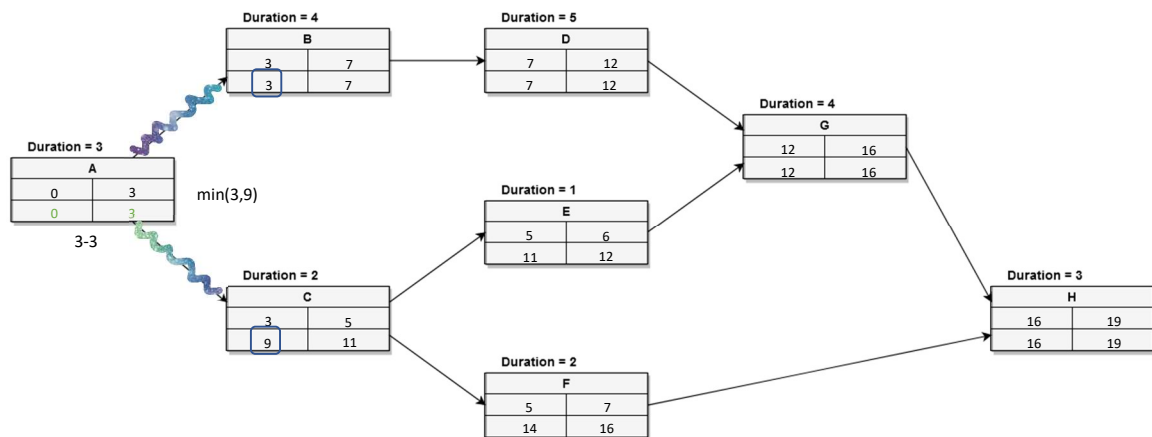 Duration = 4
B
3 7
3 7
Duration = 5
D
7 12
7 12
Duration = 4
G
12 16
12 16
Duration = 3
A
0 3
0 3
min(3,9)
3-3
Duration = 1
E
5 6
11 12
Duration = 2
C
3 5
9 11
Duration = 3
H
16 19
16 19
Duration = 2
F
5 7
14 16